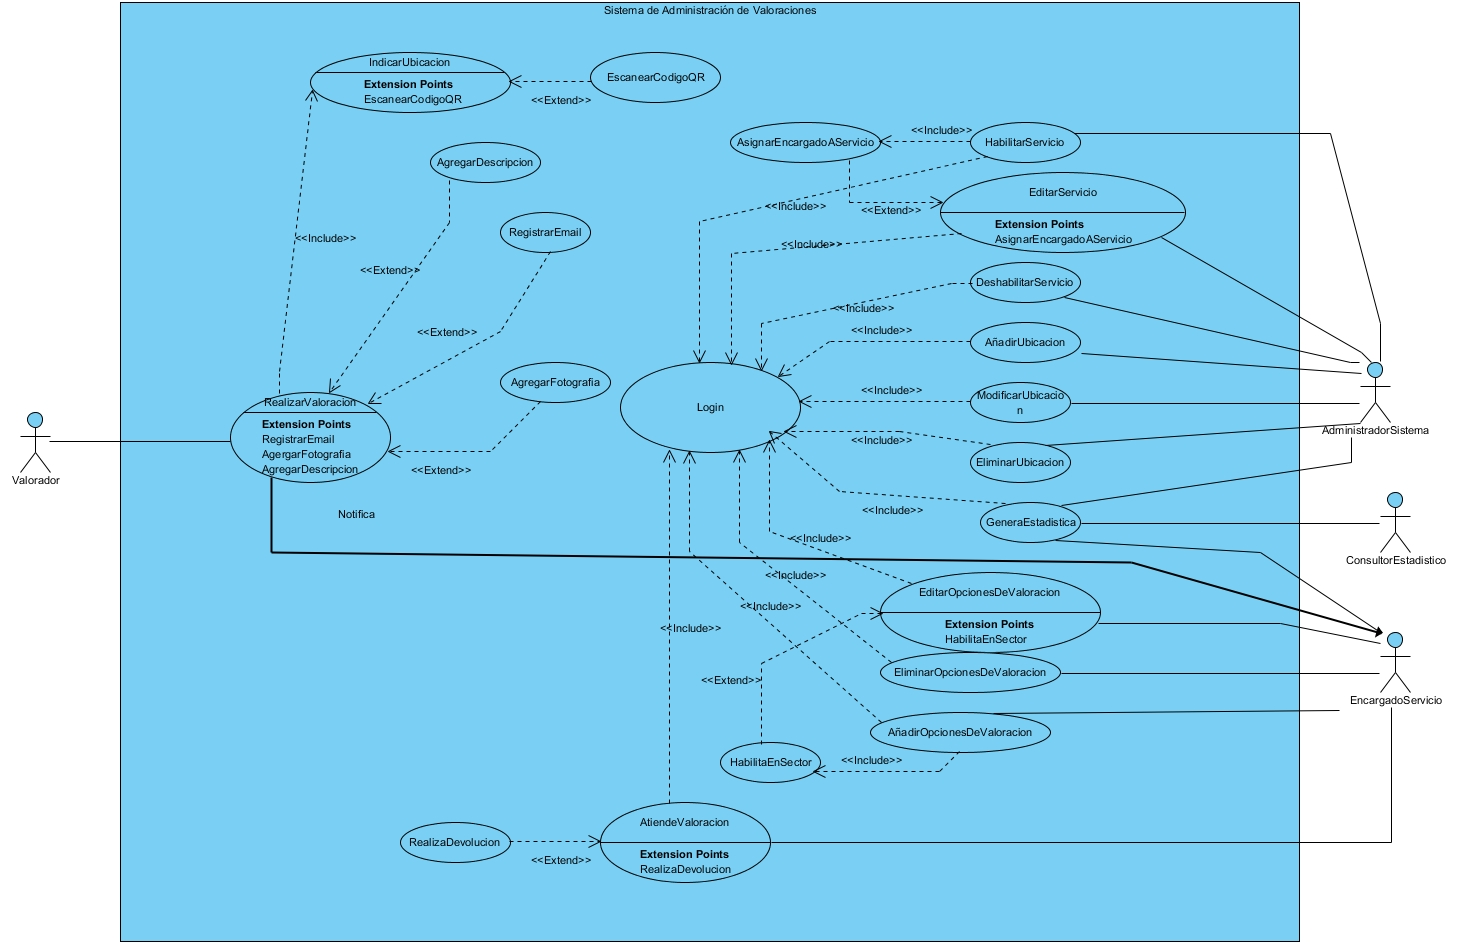 Sistema de Administración de Valoraciones
IndicarUbicacion
Extension Points
EscanearCodigoQR
<<Extend>>
EscanearCodigoQR
AsignarEncargadoAServicio
<<Include>>
HabilitarServicio
AgregarDescripcion
EditarServicio
<<Include>>
<<Extend>>
Extension Points
AsignarEncargadoAServicio
RegistrarEmail
<<Include>>
<<Include>>
<<Extend>>
DeshabilitarServicio
<<Include>>
<<Extend>>
<<Include>>
AñadirUbicacion
AgregarFotografia
<<Include>>
ModificarUbicacio
n
RealizarValoracion
Extension Points
RegistrarEmail
AgergarFotografia
AgregarDescripcion
Login
AdministradorSistema
<<Include>>
EliminarUbicacion
<<Extend>>
Valorador
Notifica
<<Include>>
GeneraEstadistica
<<Include>>
ConsultorEstadistico
<<Include>>
EditarOpcionesDeValoracion
Extension Points
HabilitaEnSector
<<Include>>
<<Include>>
EliminarOpcionesDeValoracion
<<Extend>>
EncargadoServicio
AñadirOpcionesDeValoracion
HabilitaEnSector
<<Include>>
AtiendeValoracion
Extension Points
RealizaDevolucion
RealizaDevolucion
<<Extend>>